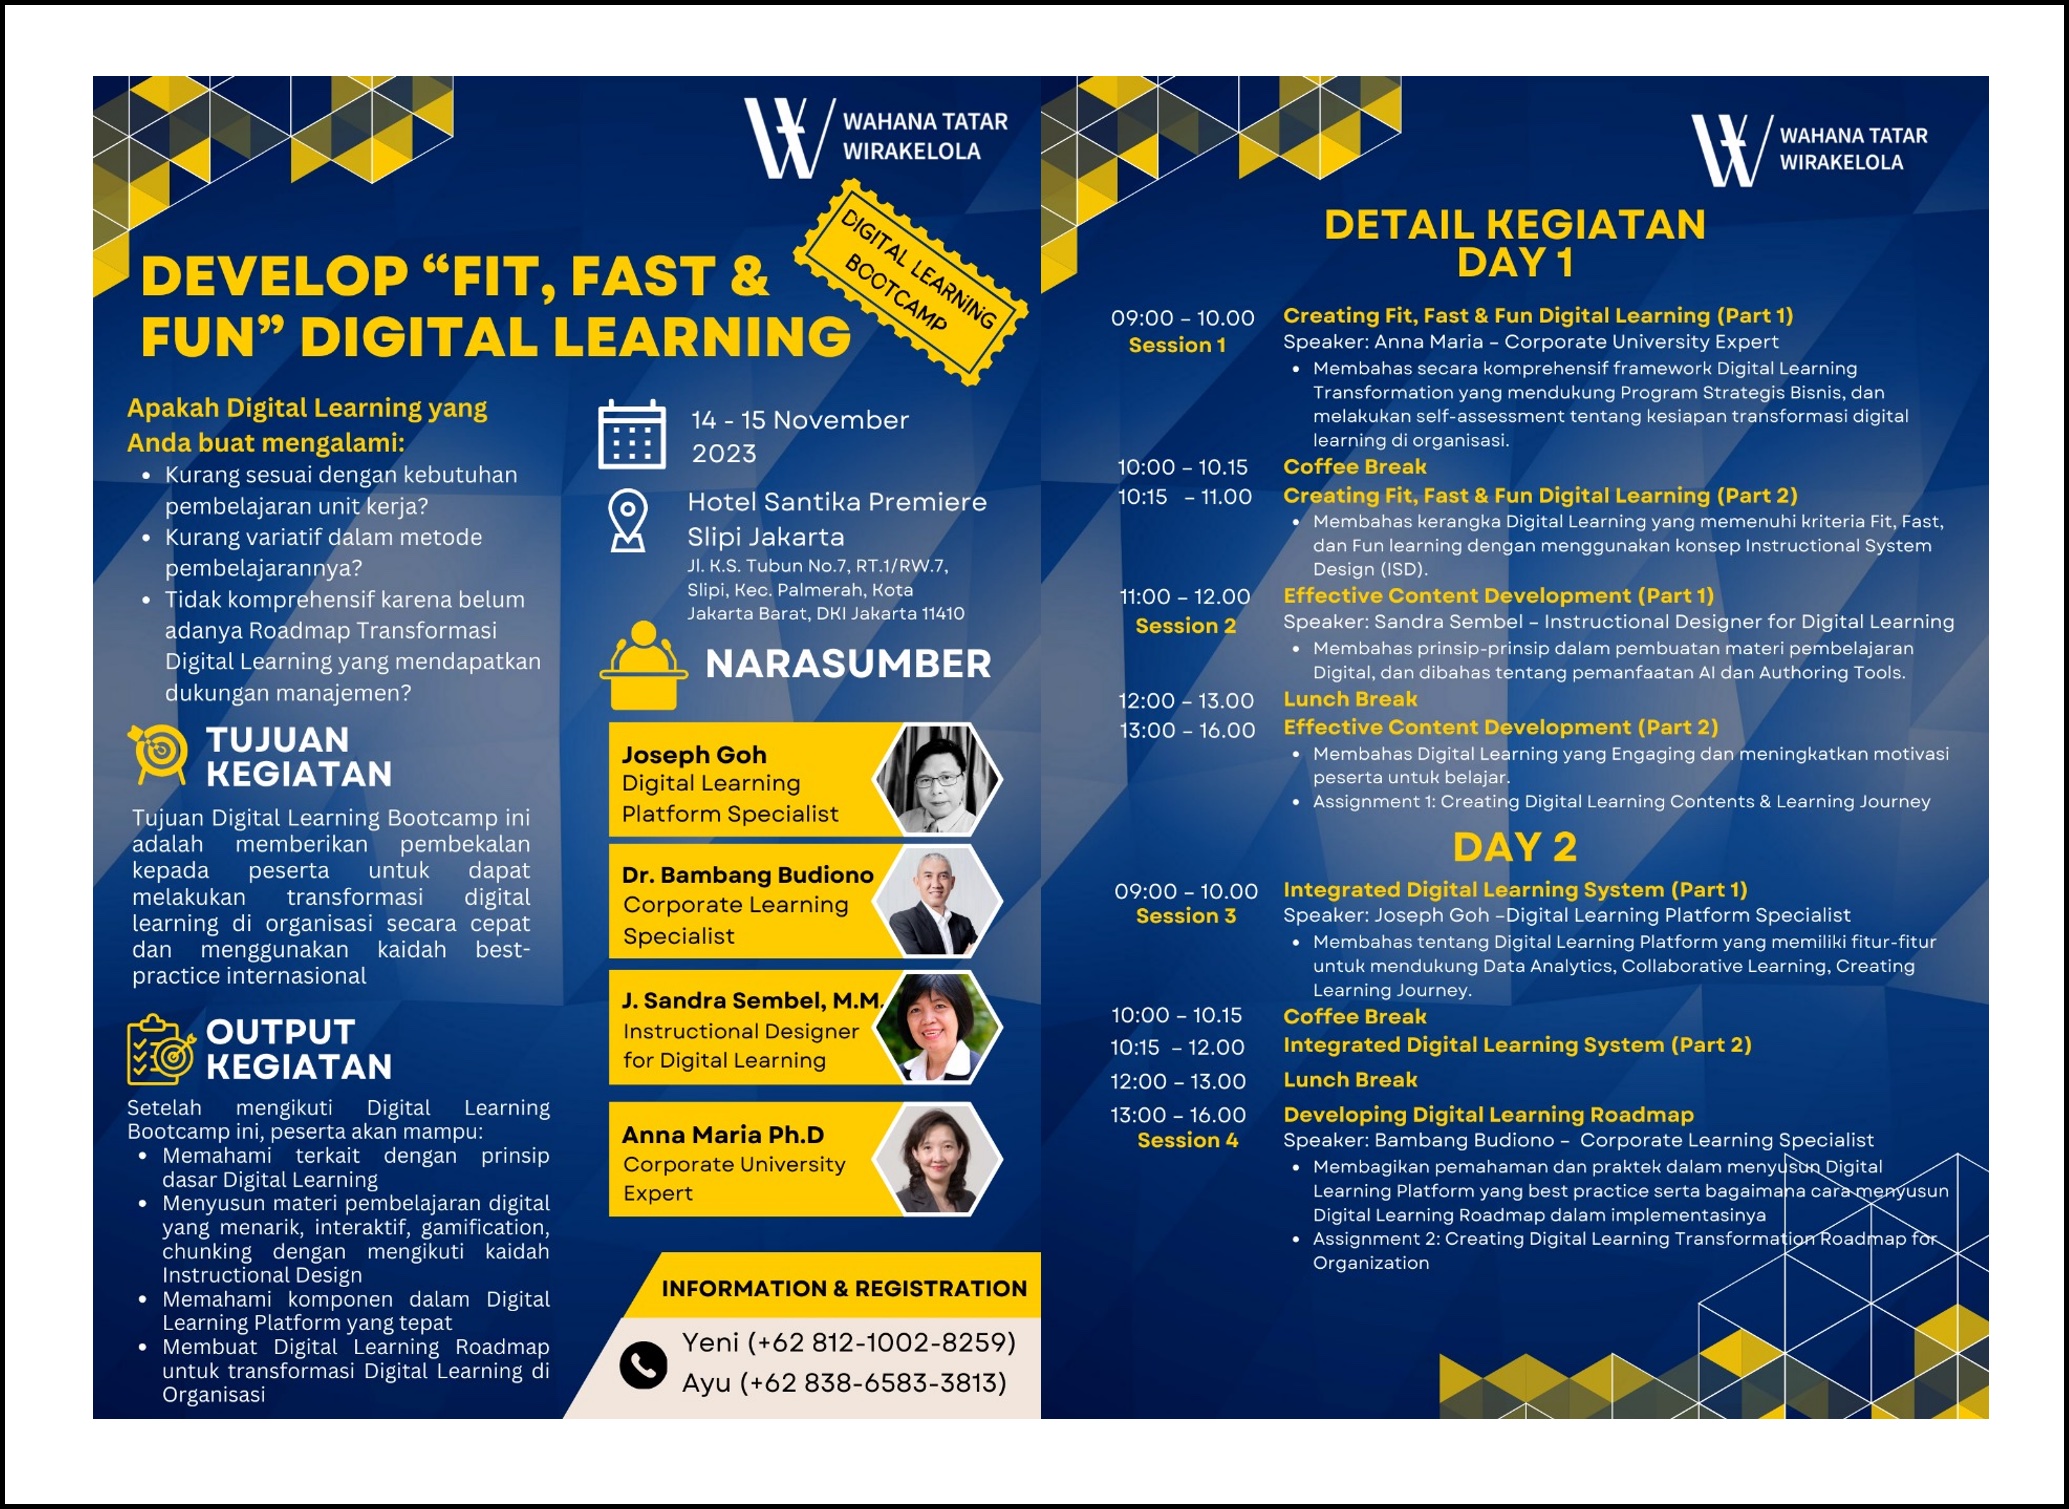 WAHANA TATAR
WIRAKELOLA
DIGITAL LEARNING
BOOTCAMP
DEVELOP “FIT, FAST &
FUN” DIGITAL LEARNING
Apakah Digital Learning yang
Anda buat mengalami:
• Kurang sesuai dengan kebutuhan
pembelajaran unit kerja?
• Kurang variatif dalam metode
pembelajarannya?
• Tidak komprehensif karena belum
adanya Roadmap Transformasi
Digital Learning yang mendapatkan
dukungan manajemen?
TUJUAN
KEGIATAN
Tujuan Digital Learning Bootcamp ini
adalah memberikan pembekalan
kepada peserta untuk dapat
melakukan transformasi digital
learning di organisasi secara cepat
dan menggunakan kaidah best-
practice internasional
OUTPUT
KEGIATAN
Setelah mengikuti Digital Learning
Bootcamp ini, peserta akan mampu:
• Memahami terkait dengan prinsip
dasar Digital Learning
• Menyusun materi pembelajaran digital
yang menarik, interaktif, gamification,
chunking dengan mengikuti kaidah
Instructional Design
• Memahami komponen dalam Digital
Learning Platform yang tepat
• Membuat Digital Learning Roadmap
untuk transformasi Digital Learning di
Organisasi
14 - 15 November
2023
Hotel Santika Premiere
Slipi Jakarta
Jl. K.S. Tubun No.7, RT.1/RW.7,
Slipi, Kec. Palmerah, Kota
Jakarta Barat, DKI Jakarta 11410
NARASUMBER
Joseph Goh
Digital Learning
Platform Specialist
Dr. Bambang Budiono
Corporate Learning
Specialist
J. Sandra Sembel, M.M.
Instructional Designer
for Digital Learning
Anna Maria Ph.D
Corporate University
Expert
INFORMATION & REGISTRATION
Yeni (+62 812-1002-8259)
Ayu (+62 838-6583-3813)
WAHANA TATAR
WIRAKELOLA
DETAIL KEGIATAN
DAY 1
09:00 – 10.00 Creating Fit, Fast & Fun Digital Learning (Part 1)
Session 1 Speaker: Anna Maria – Corporate University Expert
• Membahas secara komprehensif framework Digital Learning
Transformation yang mendukung Program Strategis Bisnis, dan
melakukan self-assessment tentang kesiapan transformasi digital
learning di organisasi.
10:00 – 10.15 Coffee Break
10:15 – 11.00 Creating Fit, Fast & Fun Digital Learning (Part 2)
• Membahas kerangka Digital Learning yang memenuhi kriteria Fit, Fast,
dan Fun learning dengan menggunakan konsep Instructional System
Design (ISD).
11:00 – 12.00 Effective Content Development (Part 1)
Session 2 Speaker: Sandra Sembel – Instructional Designer for Digital Learning
• Membahas prinsip-prinsip dalam pembuatan materi pembelajaran
Digital, dan dibahas tentang pemanfaatan AI dan Authoring Tools.
12:00 – 13.00 Lunch Break
13:00 – 16.00 Effective Content Development (Part 2)
• Membahas Digital Learning yang Engaging dan meningkatkan motivasi
peserta untuk belajar.
• Assignment 1: Creating Digital Learning Contents & Learning Journey
DAY 2
09:00 – 10.00 Integrated Digital Learning System (Part 1)
Session 3 Speaker: Joseph Goh –Digital Learning Platform Specialist
• Membahas tentang Digital Learning Platform yang memiliki fitur-fitur
untuk mendukung Data Analytics, Collaborative Learning, Creating
Learning Journey.
10:00 – 10.15 Coffee Break
10:15 – 12.00 Integrated Digital Learning System (Part 2)
12:00 – 13.00 Lunch Break
13:00 – 16.00 Developing Digital Learning Roadmap
Session 4 Speaker: Bambang Budiono – Corporate Learning Specialist
• Membagikan pemahaman dan praktek dalam menyusun Digital
Learning Platform yang best practice serta bagaimana cara menyusun
Digital Learning Roadmap dalam implementasinya
• Assignment 2: Creating Digital Learning Transformation Roadmap for
Organization